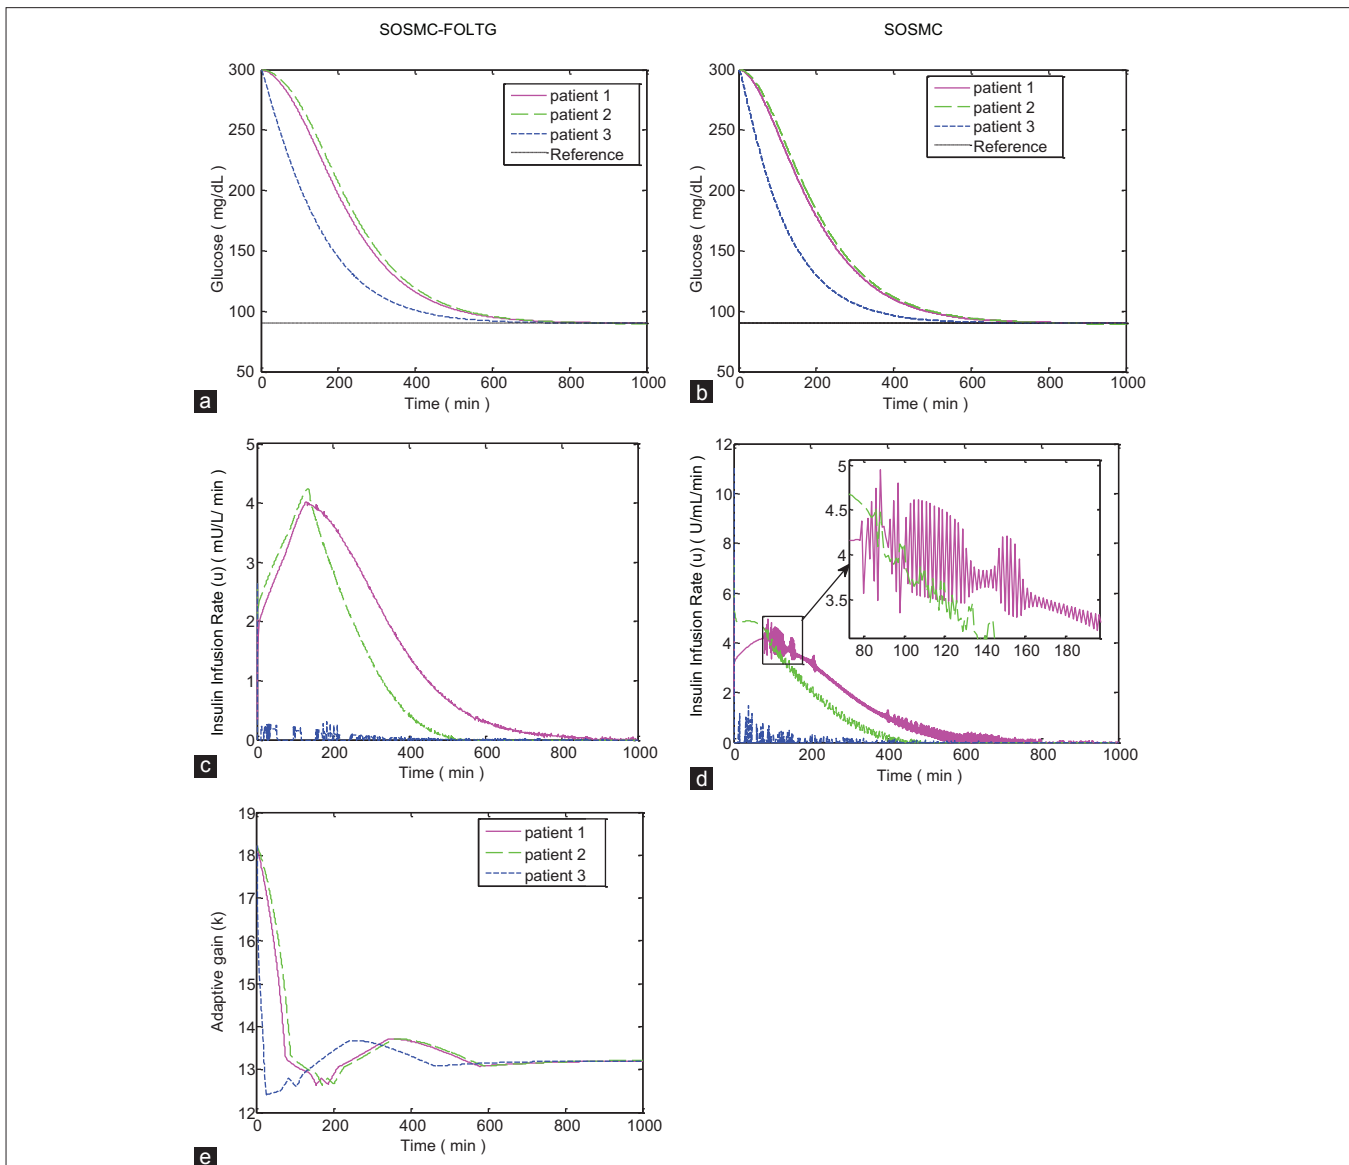 SOSMC-FOLTG
SOSMC
300
250
200
150
100
50
Glucose ( mg/dL )
0 200 400 600 800 1000
Time ( min )
patient 1
patient 2
patient 3
Reference
a
300
250
200
150
100
50
Glucose ( mg/dL )
0 200 400 600 800 1000
Time ( min )
patient 1
patient 2
patient 3
Reference
b
5
4
3
2
1
0
Insulin Infusion Rate (u) ( mU/L/ min )
0 200 400 600 800 1000
Time ( min )
c
12
10
8
6
4
2
0
Insulin Infusion Rate (u) ( U/mL/min )
0 200 400 600 800 1000
Time ( min )
5
4.5
4
3.5
80 100 120 140 160 180
d
19
18
17
16
15
14
13
12
Adaptive gain (k)
0 200 400 600 800 1000
Time ( min )
patient 1
patient 2
patient 3
e